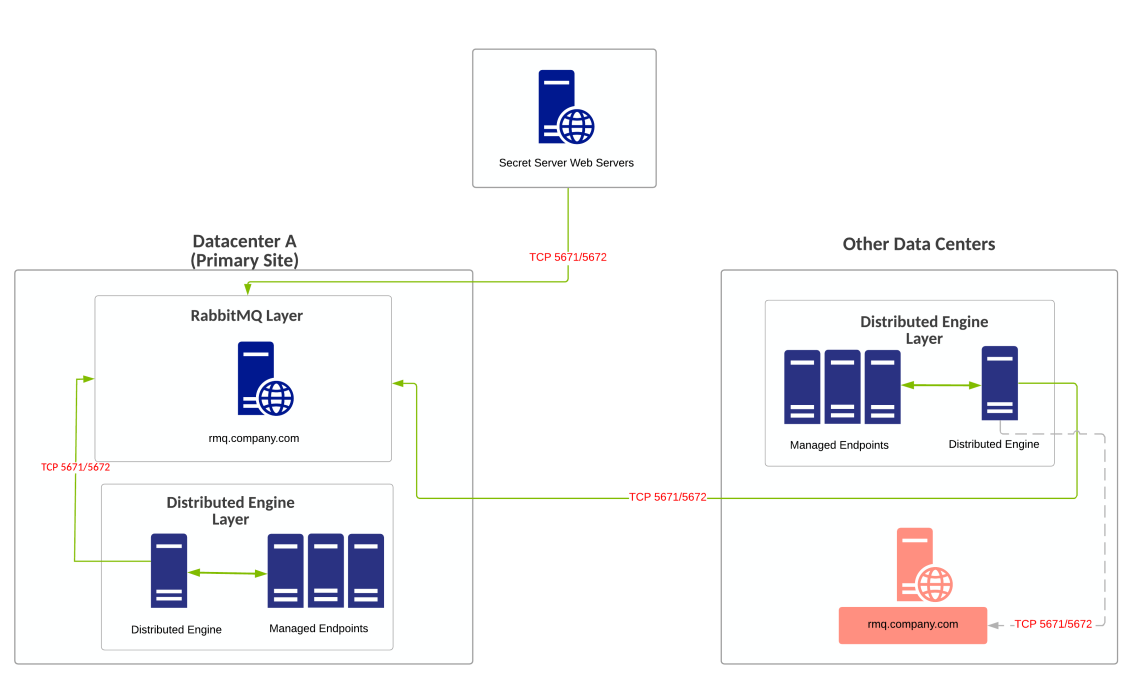 Secret Server Web Servers
TCP 5671/5672
Datacenter A
(Primary Site)
RabbitMQ Layer
rmq.company.com
TCP 5671/5672
Distributed Engine
Layer
Distributed Engine
Managed Endpoints
TCP 5671/5672
Other Data Centers
Distributed Engine
Layer
Managed Endpoints
Distributed Engine
rmq.company.com
TCP 5671/5672